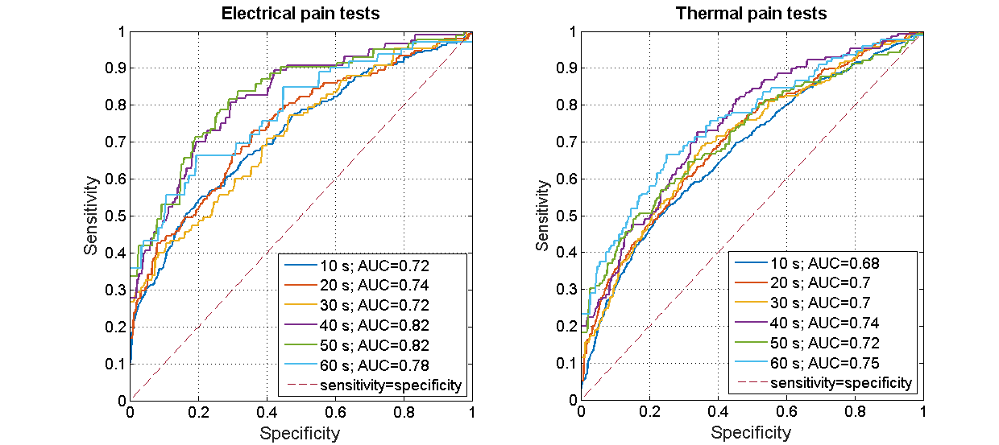 Electrical pain tests
1
0.9
0.8
0.7
0.6
0.5
0.4
0.3
0.2
0.1
0
Sensitivity
10 s; AUC=0.72
20 s; AUC=0.74
30 s; AUC=0.72
40 s; AUC=0.82
50 s; AUC=0.82
60 s; AUC=0.78
sensitivity=specificity
0 0.2 0.4 0.6 0.8 1
Specificity
Thermal pain tests
1
0.9
0.8
0.7
0.6
0.5
0.4
0.3
0.2
0.1
0
Sensitivity
10 s; AUC=0.68
20 s; AUC=0.7
30 s; AUC=0.7
40 s; AUC=0.74
50 s; AUC=0.72
60 s; AUC=0.75
sensitivity=specificity
0 0.2 0.4 0.6 0.8 1
Specificity